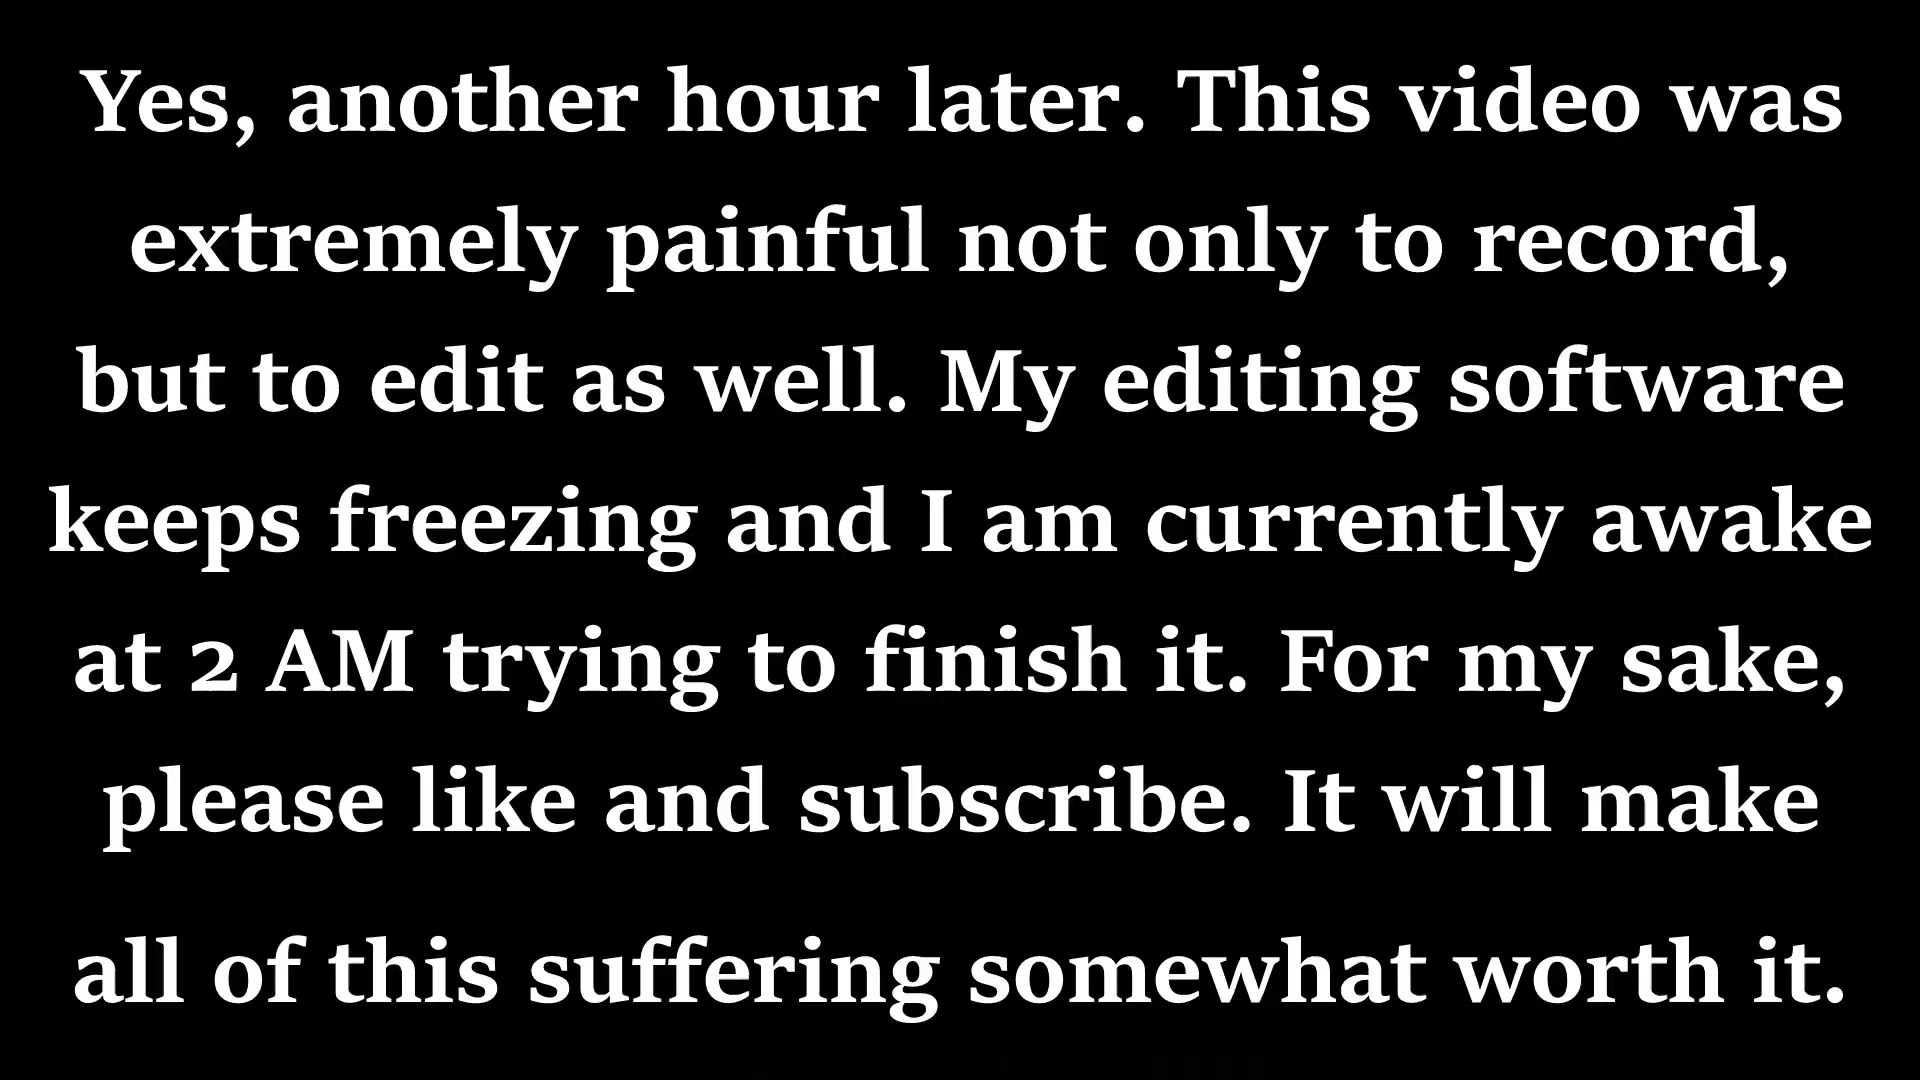 Yes, another hour later. This video was
extremely painful not only to record,
but to edit as well. My editing software
keeps freezing and I am currently awake
at 2 AM trying to finish it. For my sake,
please like and subscribe. It will make
all of this suffering somewhat worth it.